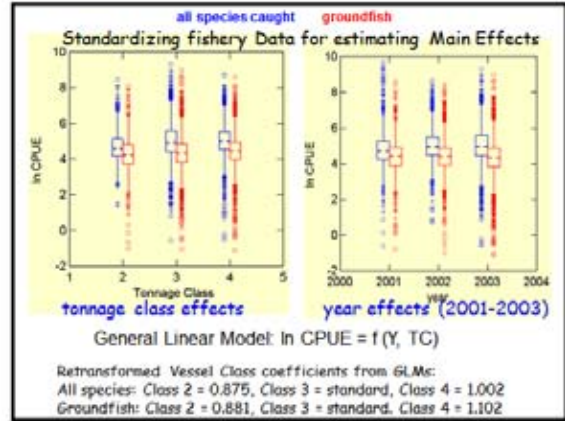 all species caught groundfish
Standardizing fishery Data for estimating Main Effects
10
8
6
4
2
0
-2
ln CPUE
1 2 3 4 5
Tonnage Class
tonnage class effects
10
8
6
4
2
0
-2
ln CPUE
2000 2001 2002 2003 2004
year
year effects (2001-2003)
General Linear Model: ln CPUE = f (Y, TC)
Retransformed Vessel Class coefficients from GLMs:
All species: Class 2 = 0.875, Class 3 = standard, Class 4 = 1.002
Groundfish: Class 2 = 0.881, Class 3 = standard. Class 4 = 1.102